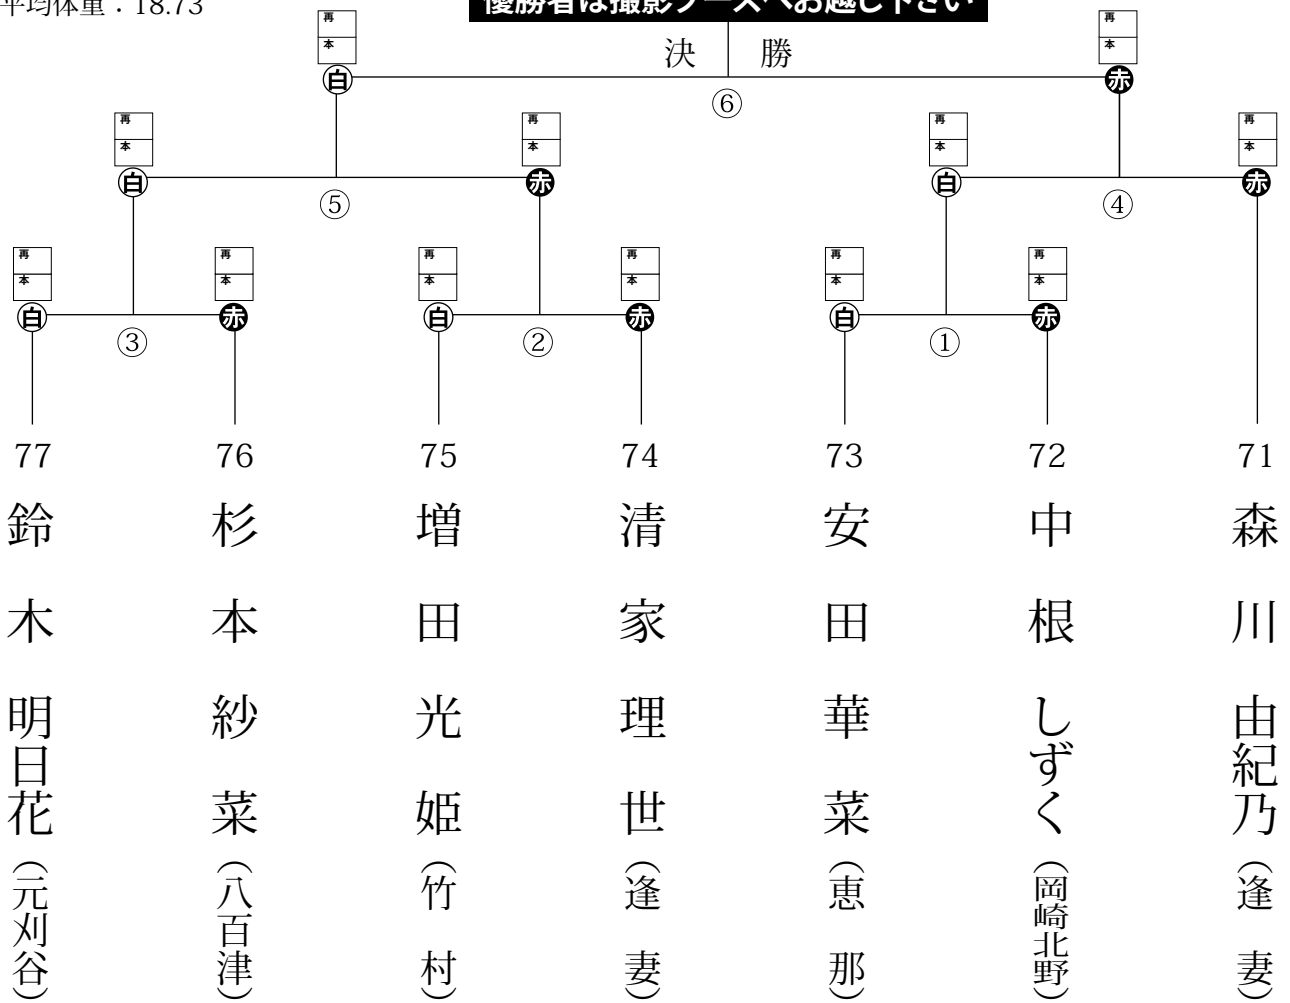 平均体重：18.73
優勝者は撮影ブースへお越し下さい
再 再
本 本
決 勝
白 赤
⑥
再 再 再 再
本 本 本 本
白 赤 白 赤
⑤ ④
再 再 再 再 再 再
本 本 本 本 本 本
白 赤 白 赤 白 赤
③ ② ①
77 76 75 74 73 72 71
森川 由紀乃 (逢妻)
中根 しずく (岡崎北野)
安田 華菜 (恵那)
清家 理世 (逢妻)
増田 光姫 (竹村)
杉本 紗菜 (八百津)
鈴木 明日花 (元刈谷)